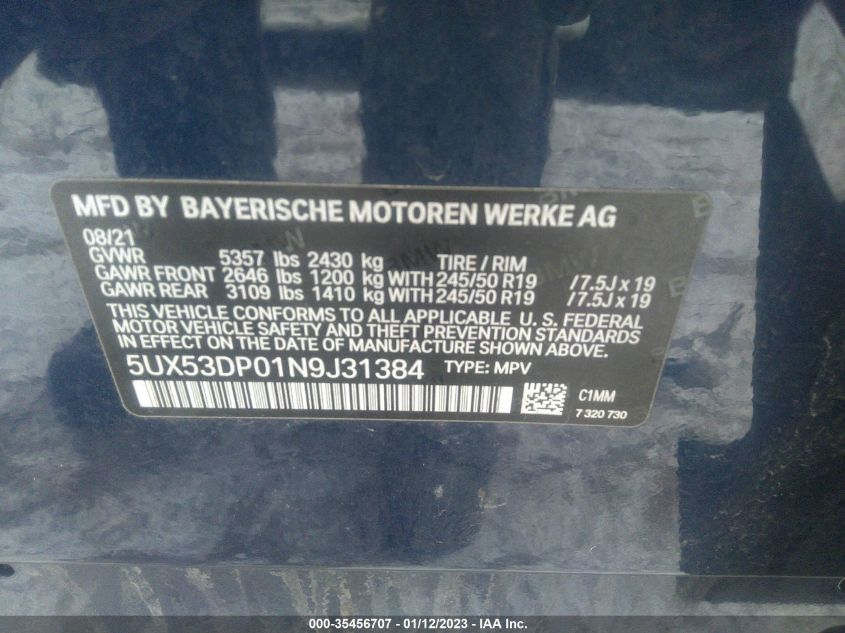 MFD BY BAYERISCHE MOTOREN WERKE AG
08/21
GVWR 5357 lbs 2430 kg TIRE / RIM
GAWR FRONT 2646 lbs 1200 kg WITH 245/50 R19 /7.5J x 19
GAWR REAR 3109 lbs 1410 kg WITH 245/50 R19 /7.5J x 19
THIS VEHICLE CONFORMS TO ALL APPLICABLE U. S. FEDERAL
MOTOR VEHICLE SAFETY AND THEFT PREVENTION STANDARDS
IN EFFECT ON THE DATE OF MANUFACTURE SHOWN ABOVE.
5UX53DP01N9J31384 TYPE: MPV
C1MM
7 320 730
000-35456707 - 01/12/2023 - IAA Inc.